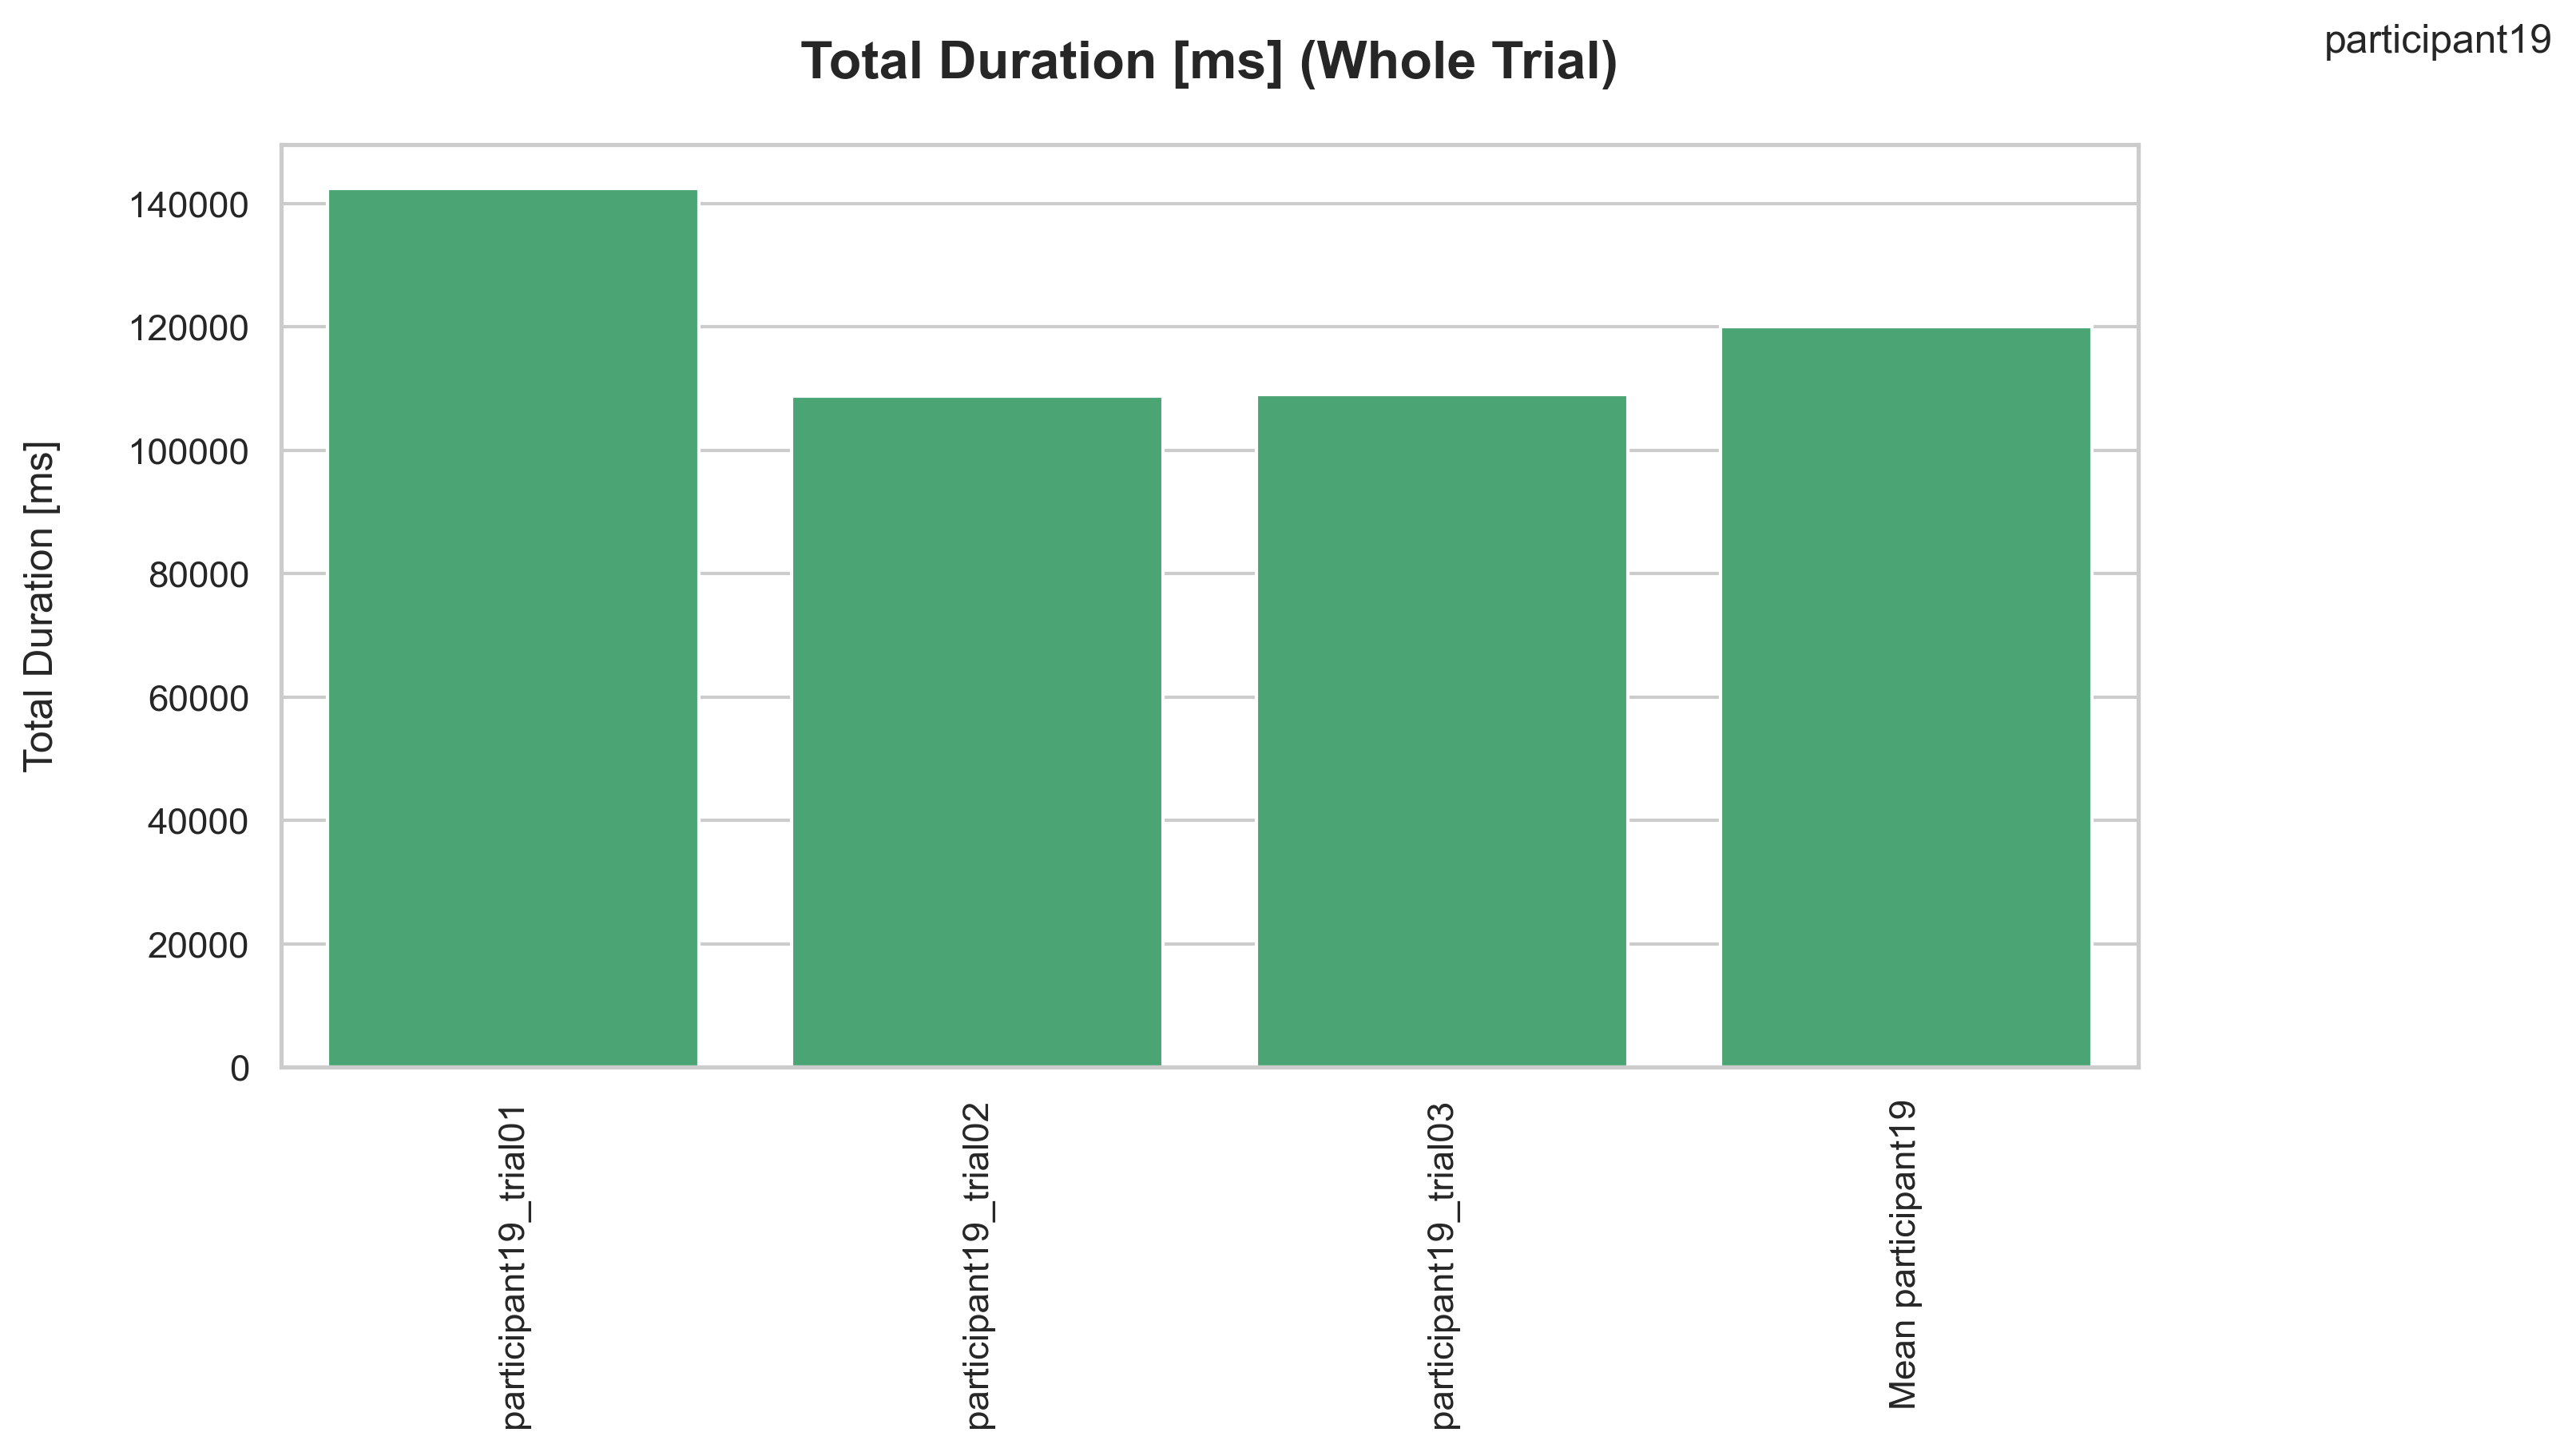 participant19
Total Duration [ms] (Whole Trial)
Total Duration [ms]
140000
120000
100000
80000
60000
40000
20000
0
participant19_trial01
participant19_trial02
participant19_trial03
Mean participant19